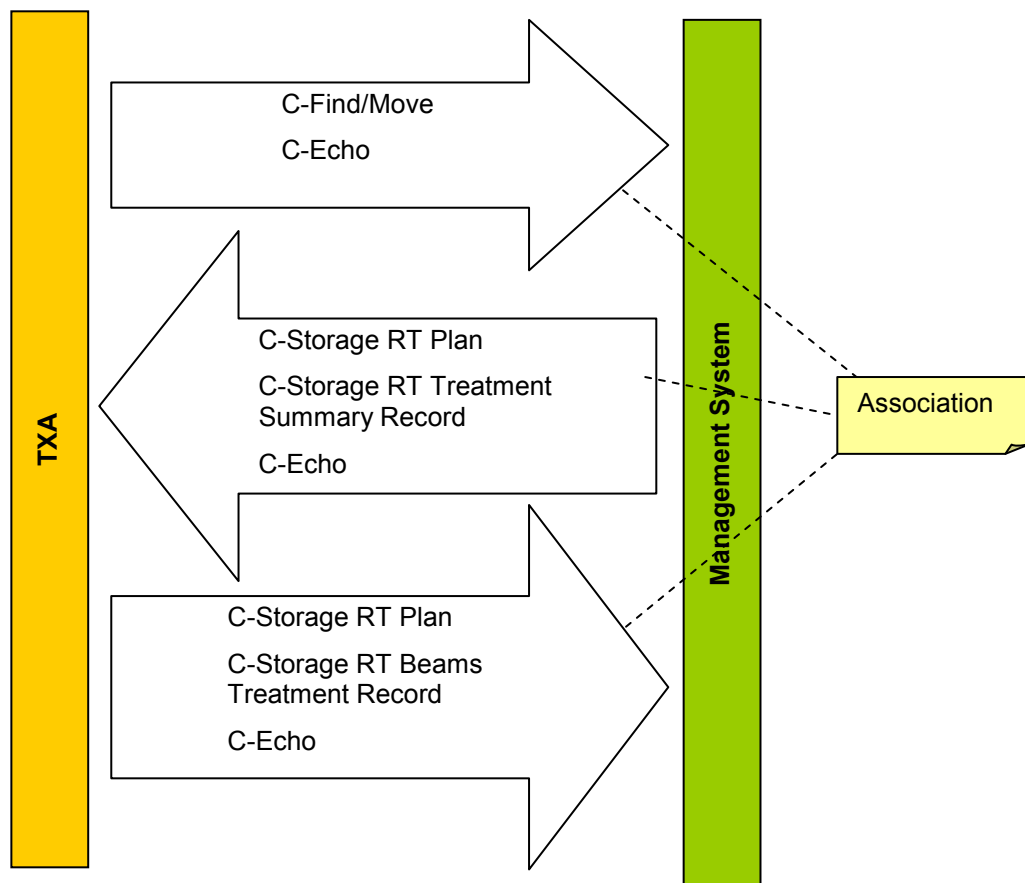 C-Find/Move
C-Echo
C-Storage RT Plan
C-Storage RT Treatment
Summary Record
C-Echo
C-Storage RT Plan
C-Storage RT Beams
Treatment Record
C-Echo
TXA
Management System
Association